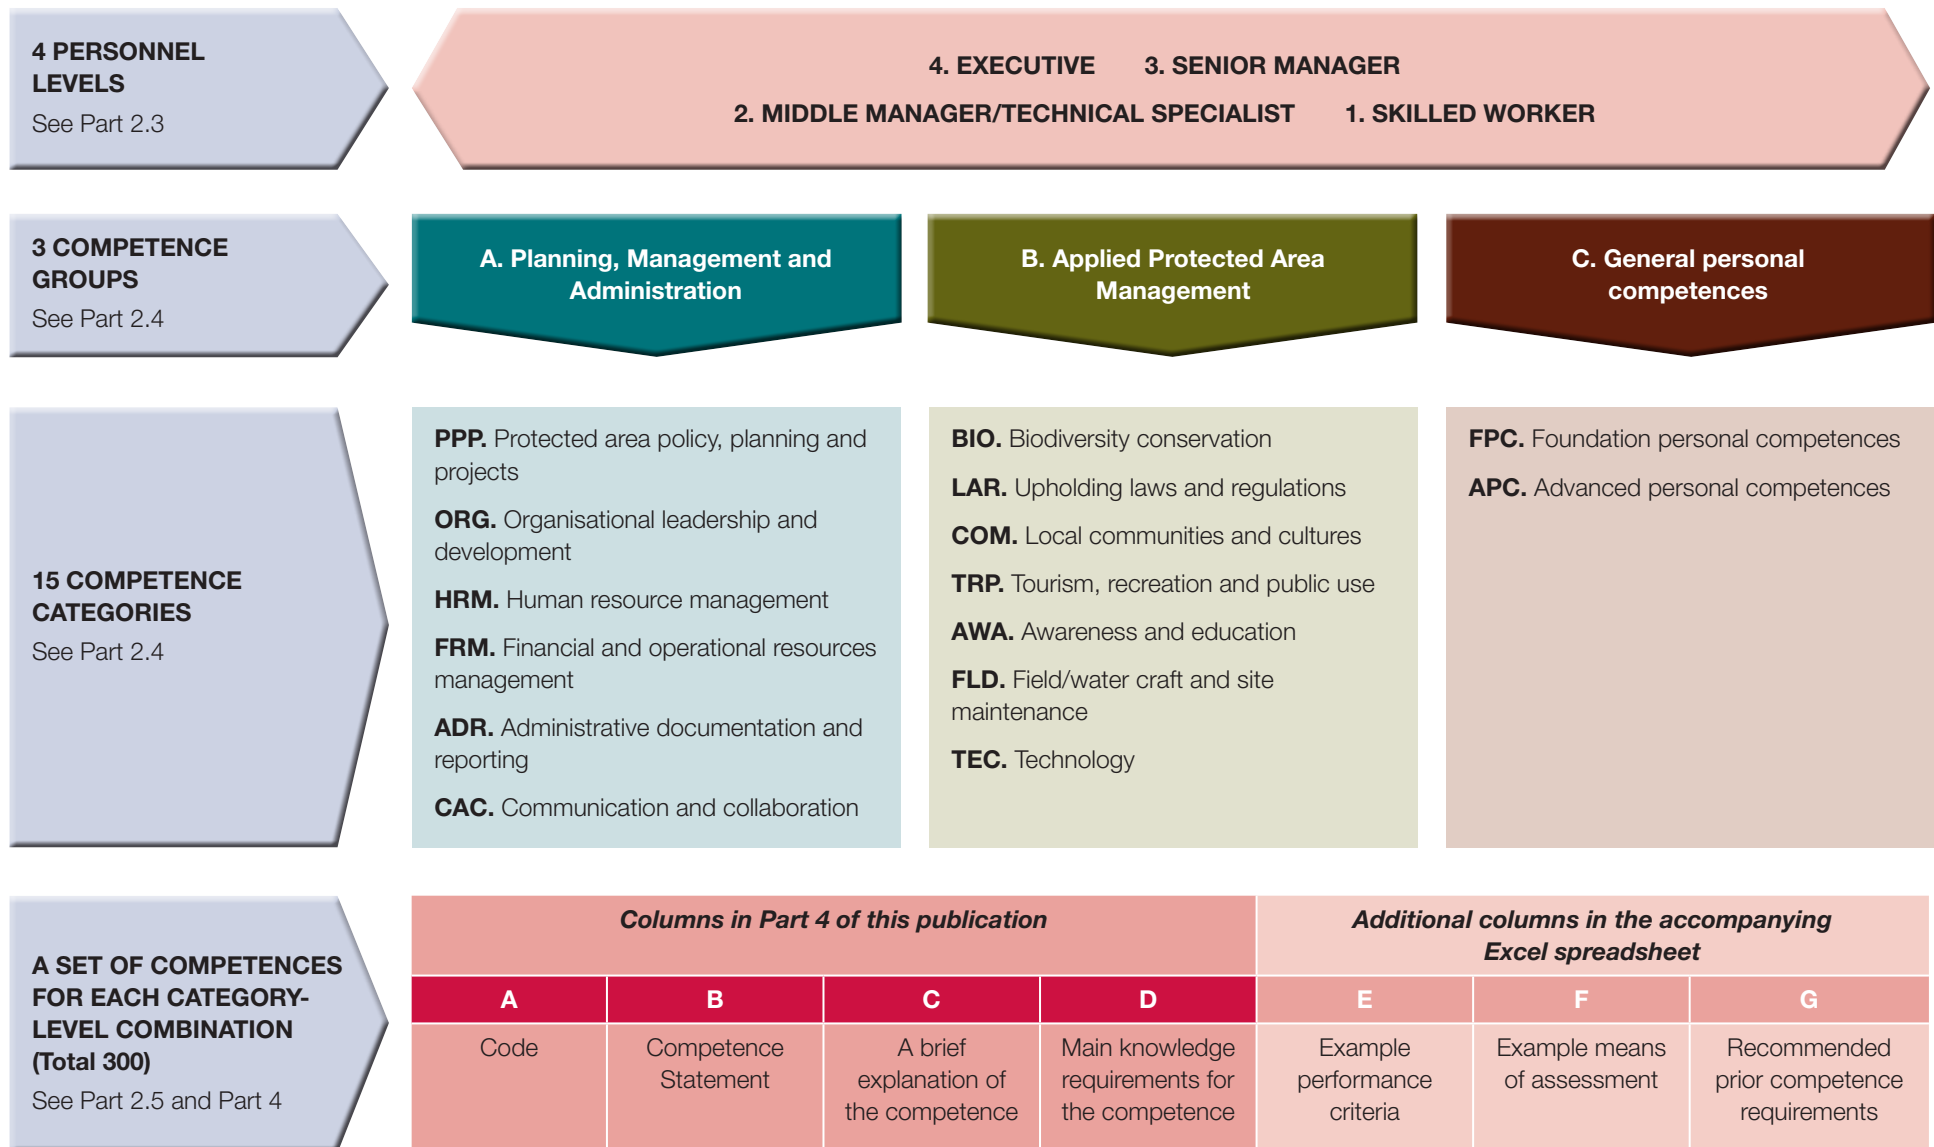 4 PERSONNEL
LEVELS
See Part 2.3
4. EXECUTIVE 3. SENIOR MANAGER
2. MIDDLE MANAGER/TECHNICAL SPECIALIST 1. SKILLED WORKER
3 COMPETENCE
GROUPS
See Part 2.4
A. Planning, Management and
Administration
B. Applied Protected Area
Management
C. General personal
competences
15 COMPETENCE
CATEGORIES
See Part 2.4
PPP. Protected area policy, planning and
projects
ORG. Organisational leadership and
development
HRM. Human resource management
FRM. Financial and operational resources
management
ADR. Administrative documentation and
reporting
CAC. Communication and collaboration
BIO. Biodiversity conservation
LAR. Upholding laws and regulations
COM. Local communities and cultures
TRP. Tourism, recreation and public use
AWA. Awareness and education
FLD. Field/water craft and site
maintenance
TEC. Technology
FPC. Foundation personal competences
APC. Advanced personal competences
A SET OF COMPETENCES
FOR EACH CATEGORY-
LEVEL COMBINATION
(Total 300)
See Part 2.5 and Part 4
Columns in Part 4 of this publication
Additional columns in the accompanying
Excel spreadsheet
A
Code
B
Competence
Statement
C
A brief
explanation of
the competence
D
Main knowledge
requirements for
the competence
E
Example
performance
criteria
F
Example means
of assessment
G
Recommended
prior competence
requirements